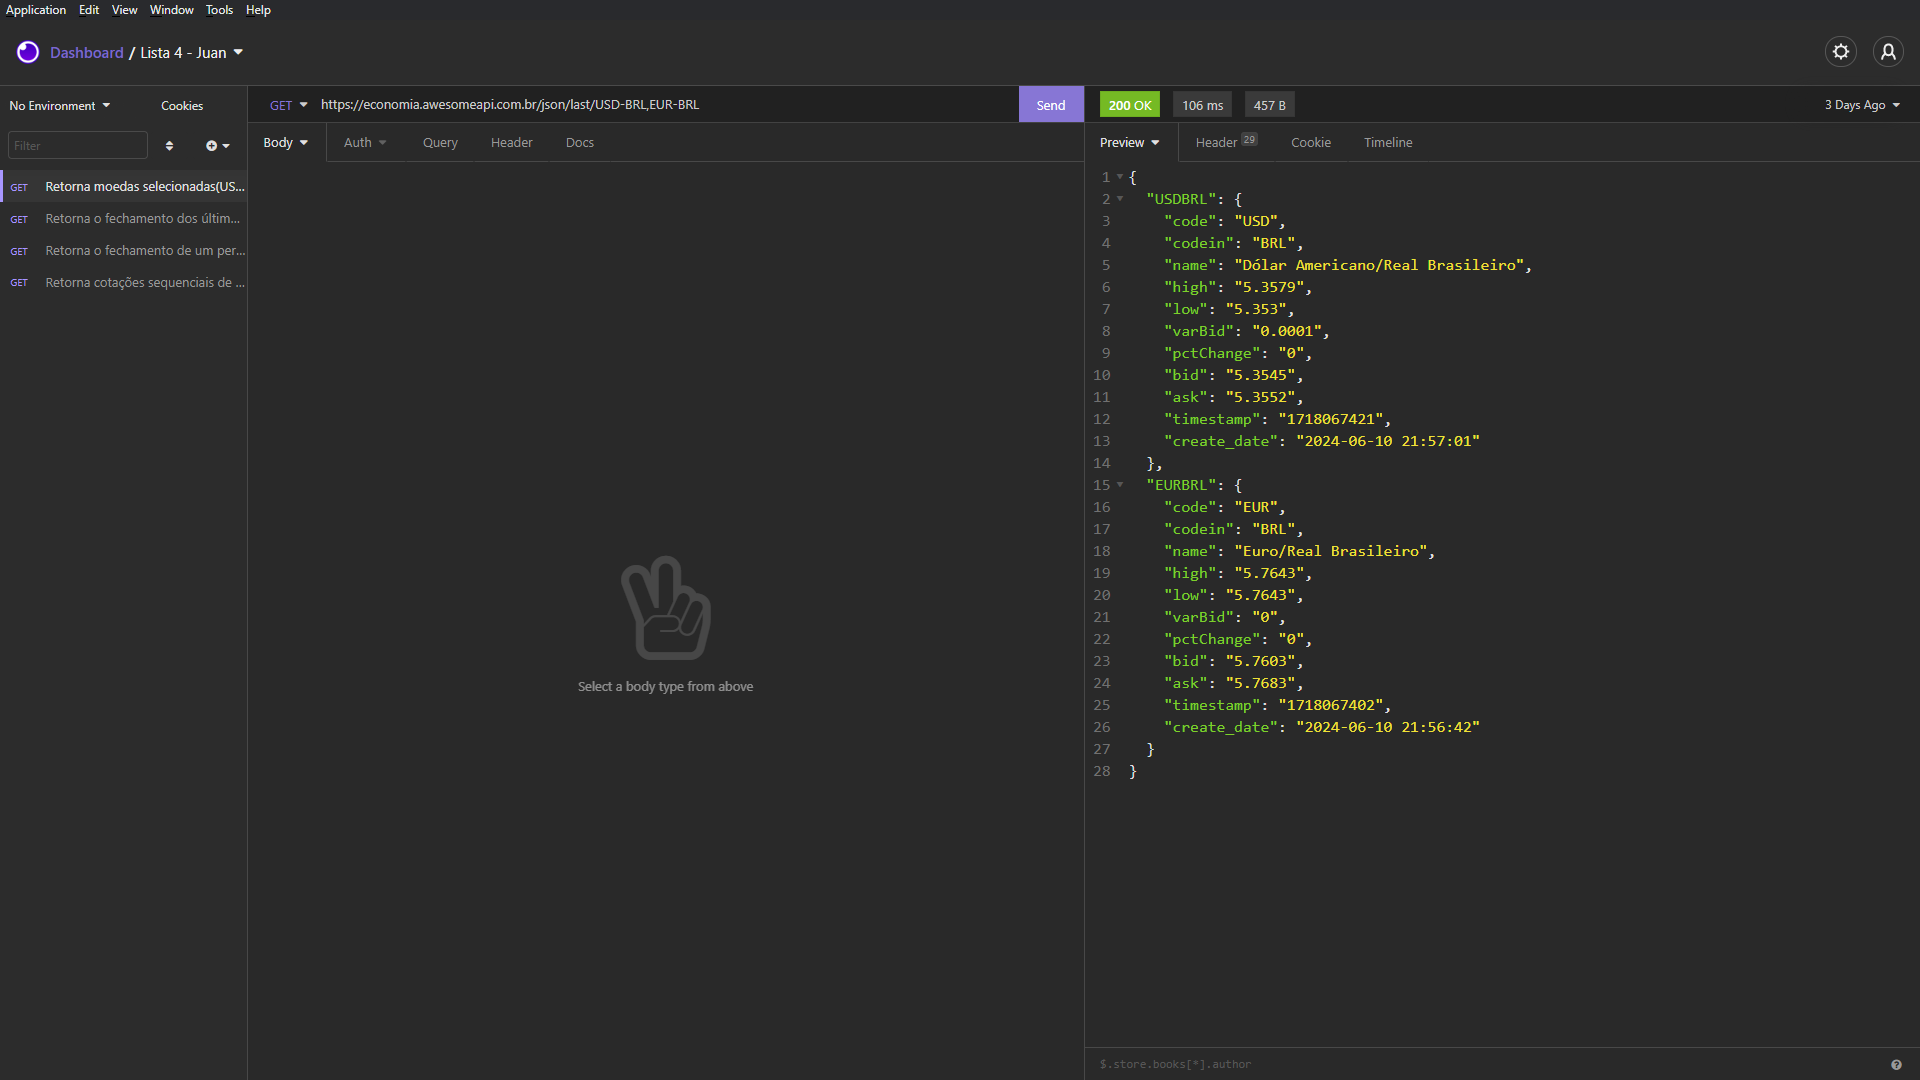 Application Edit View Window Tools Help
Dashboard / Lista 4 - Juan
No Environment Cookies
GET https://economia.awesomeapi.com.br/json/last/USD-BRL,EUR-BRL Send
200 OK 106 ms 457 B 3 Days Ago
Filter
Body Auth Query Header Docs
Preview Header 29 Cookie Timeline
GET Retorna moedas selecionadas(US...
GET Retorna o fechamento dos últim...
GET Retorna o fechamento de um per...
GET Retorna cotações sequenciais de ...
Select a body type from above
1 {
2 "USDBRL": {
3 "code": "USD",
4 "codein": "BRL",
5 "name": "Dólar Americano/Real Brasileiro",
6 "high": "5.3579",
7 "low": "5.353",
8 "varBid": "0.0001",
9 "pctChange": "0",
10 "bid": "5.3545",
11 "ask": "5.3552",
12 "timestamp": "1718067421",
13 "create_date": "2024-06-10 21:57:01"
14 },
15 "EURBRL": {
16 "code": "EUR",
17 "codein": "BRL",
18 "name": "Euro/Real Brasileiro",
19 "high": "5.7643",
20 "low": "5.7643",
21 "varBid": "0",
22 "pctChange": "0",
23 "bid": "5.7603",
24 "ask": "5.7683",
25 "timestamp": "1718067402",
26 "create_date": "2024-06-10 21:56:42"
27 }
28 }
$.store.books[*].author